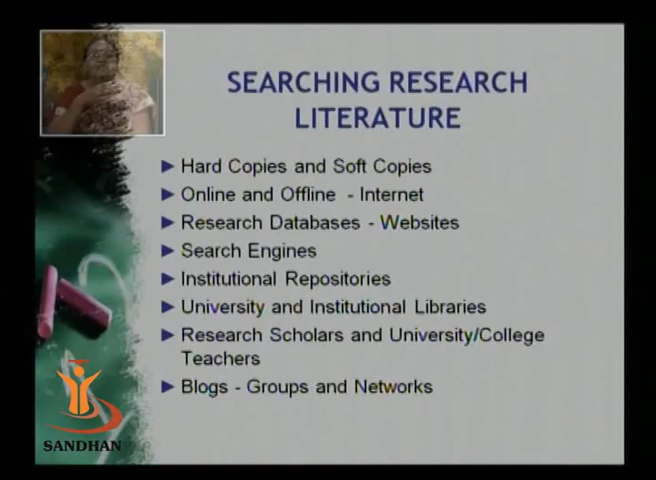 SEARCHING RESEARCH
LITERATURE
Hard Copies and Soft Copies
Online and Offline - Internet
Research Databases - Websites
Search Engines
Institutional Repositories
University and Institutional Libraries
Research Scholars and University/College
Teachers
Blogs - Groups and Networks
SANDHAN